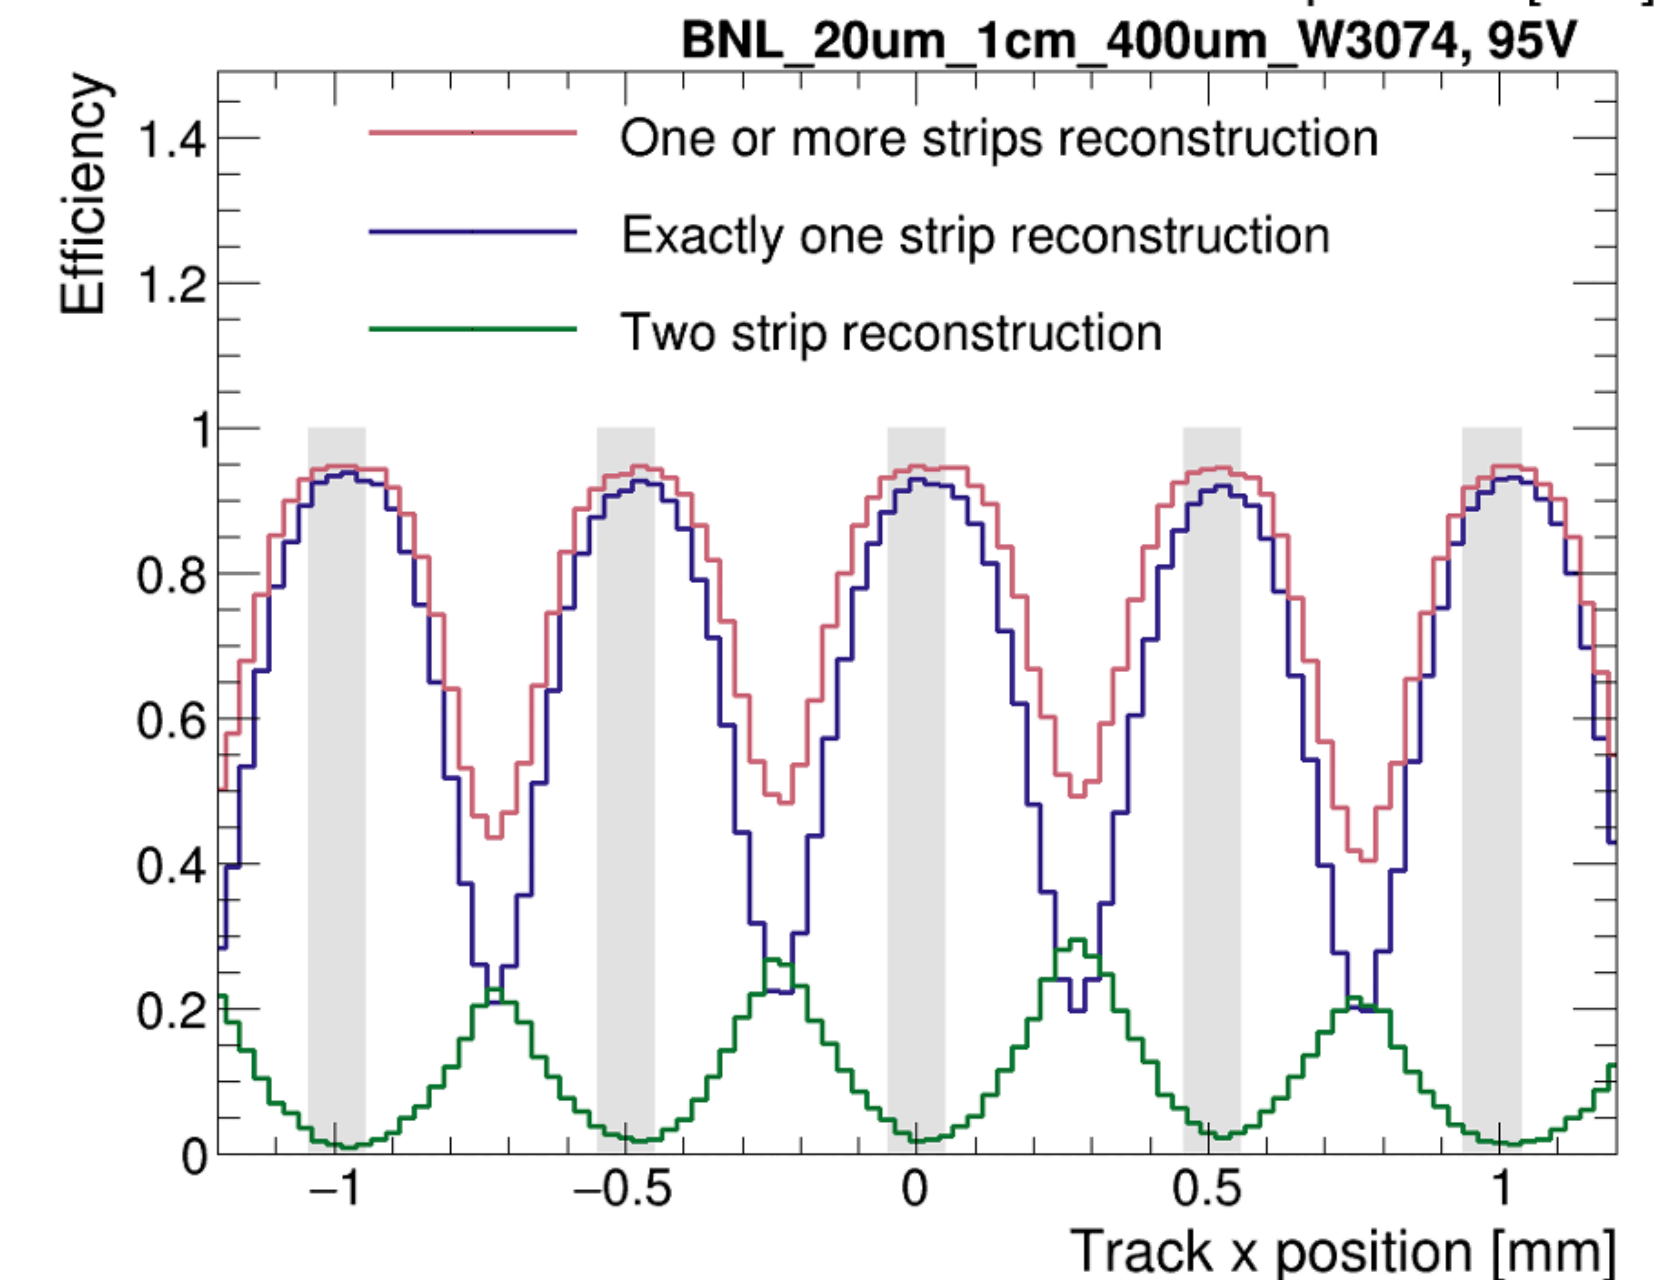 BNL_20um_1cm_400um_W3074, 95V
Efficiency
One or more strips reconstruction
Exactly one strip reconstruction
Two strip reconstruction
1.4
1.2
1
0.8
0.6
0.4
0.2
0
−1
−0.5
0
0.5
1
Track x position [mm]